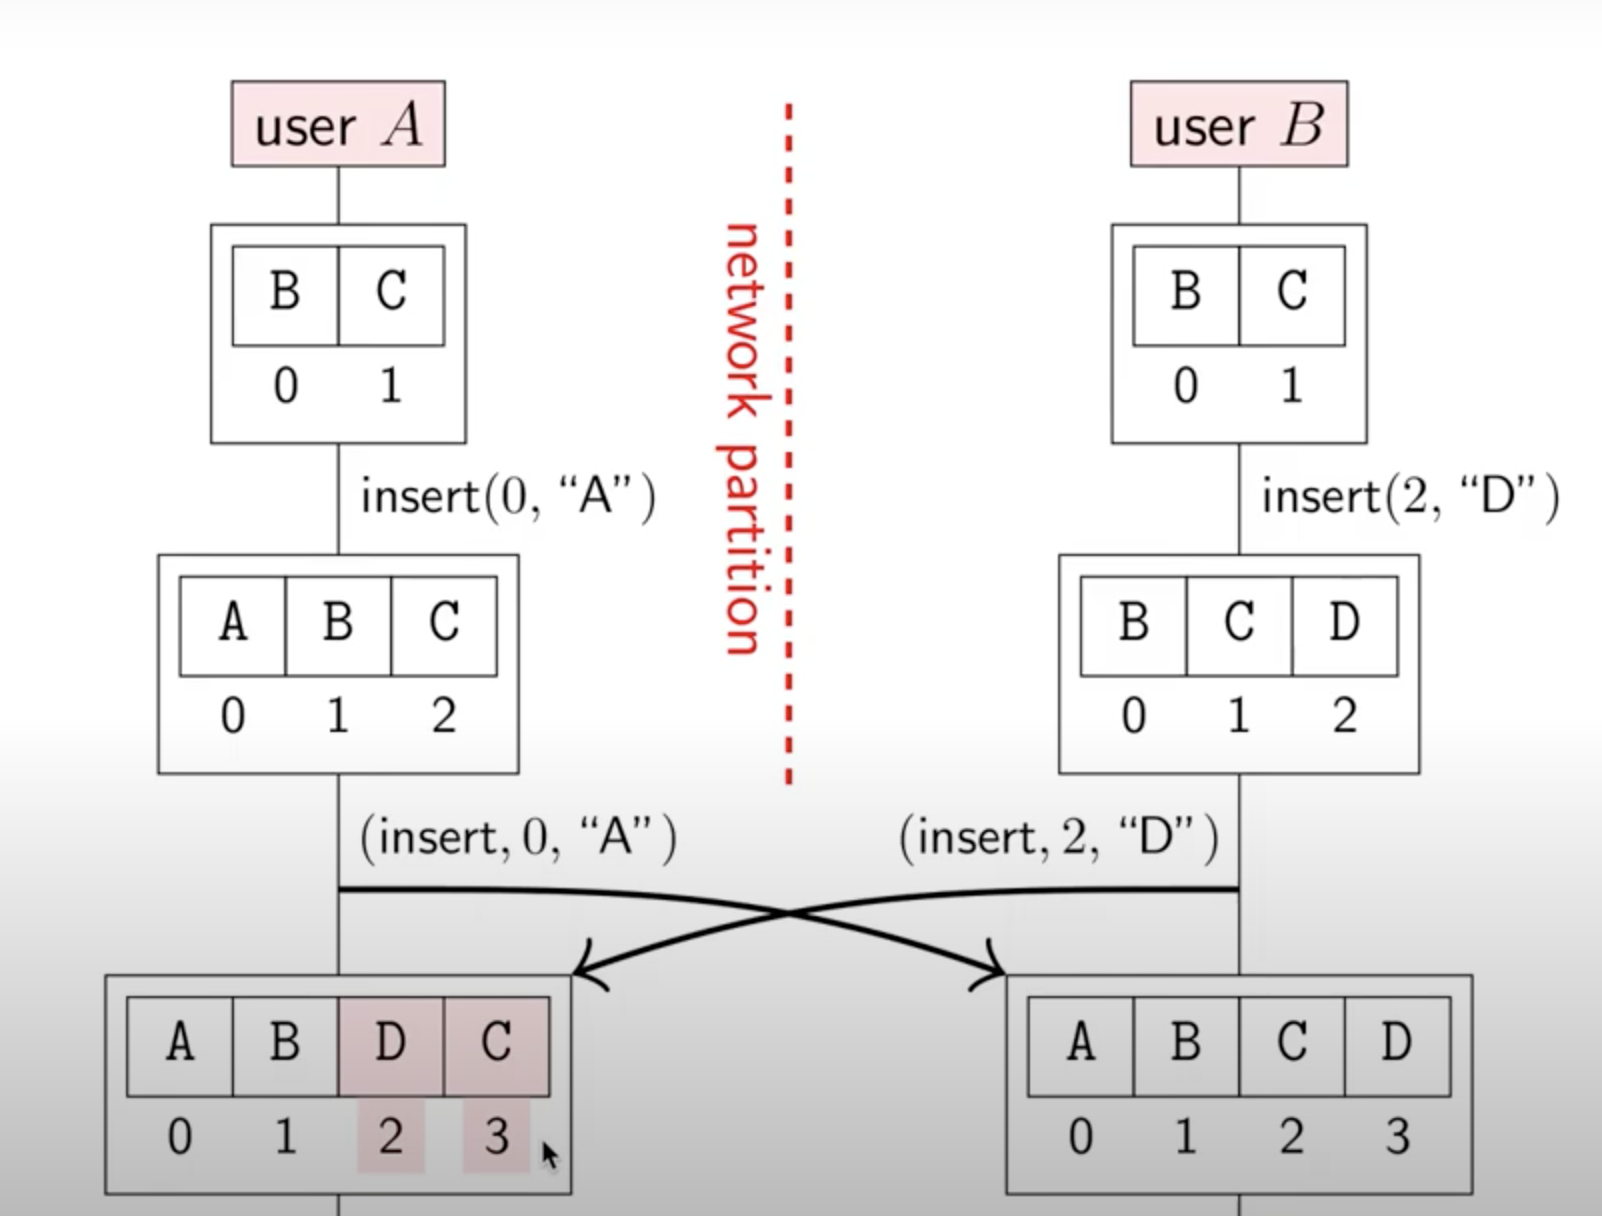 user A
user B
B C
0 1
B C
0 1
network partition
insert(0, “A”)
insert(2, “D”)
A B C
0 1 2
B C D
0 1 2
(insert, 0, “A”)
(insert, 2, “D”)
A B D C
0 1 2 3
A B C D
0 1 2 3